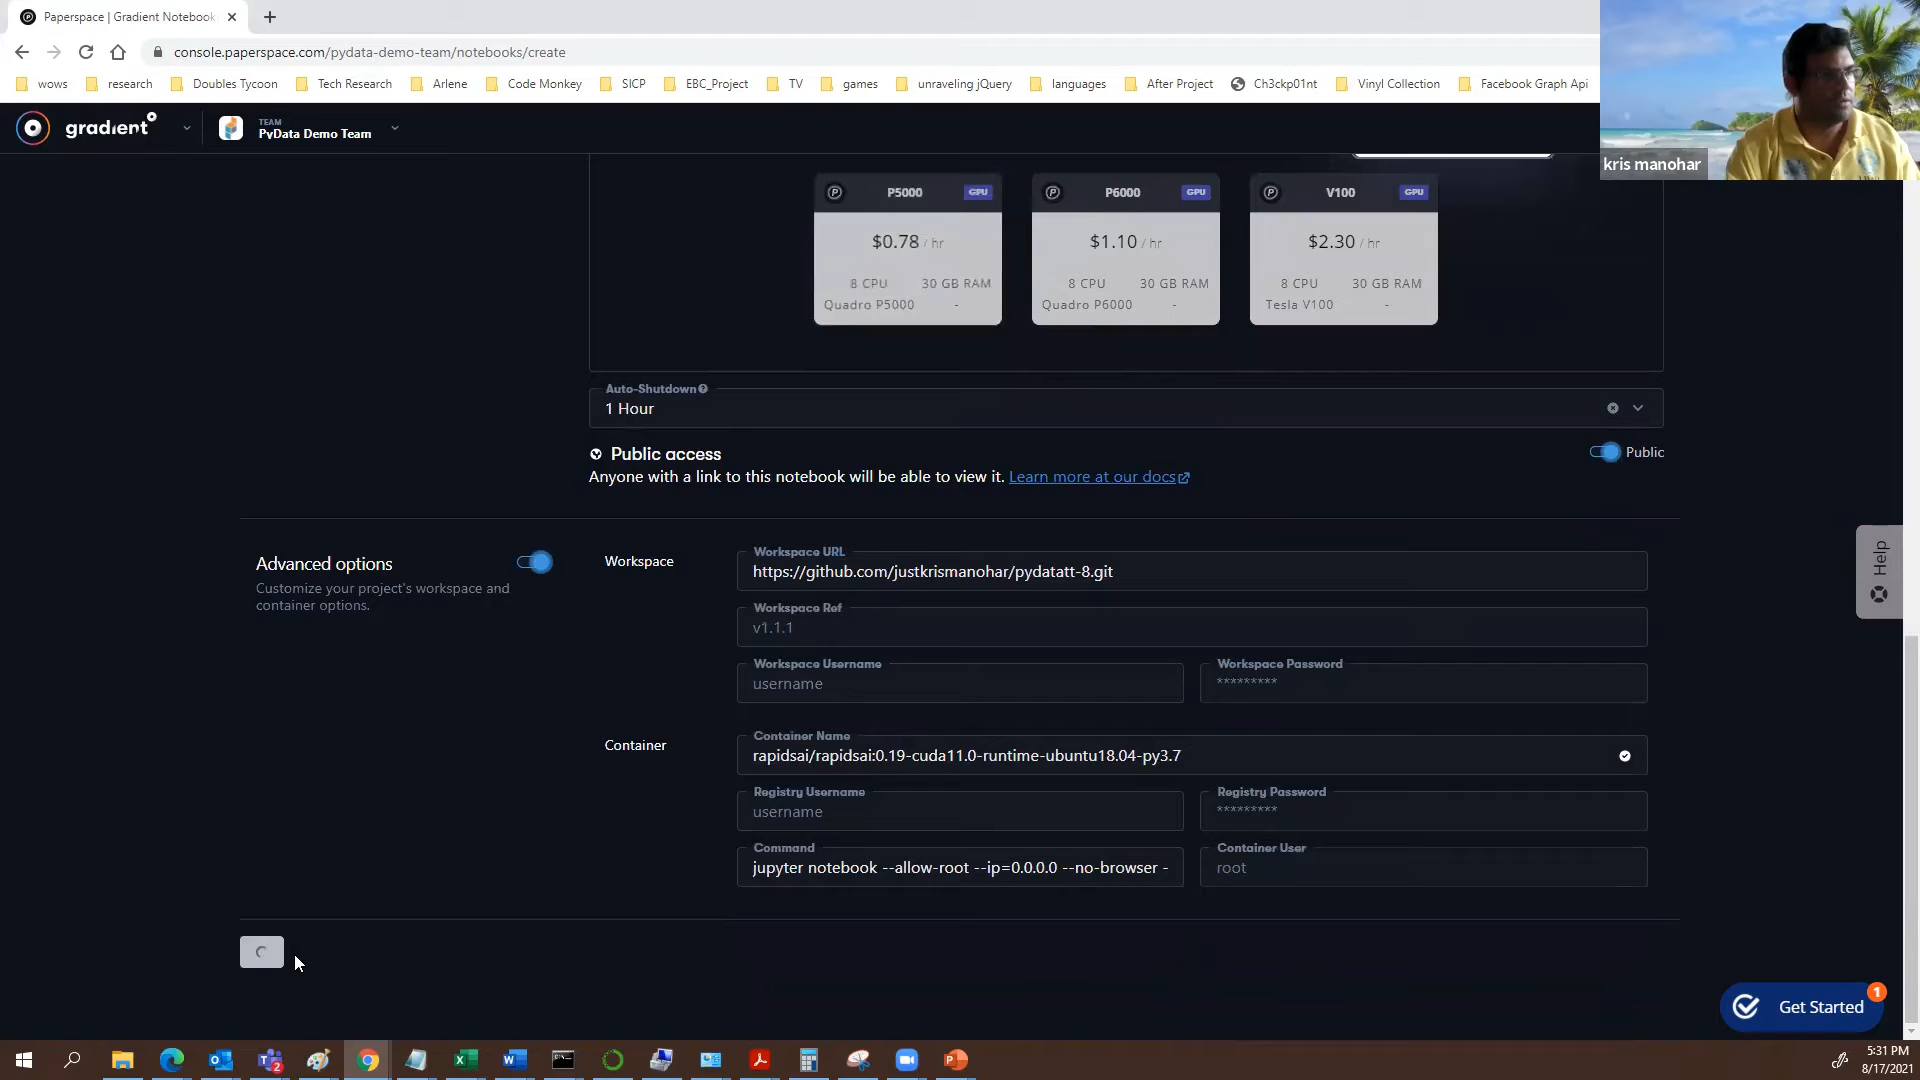 Paperspace | Gradient Notebook
console.paperspace.com/pydata-demo-team/notebooks/create
wows research Doubles Tycoon Tech Research Arlene Code Monkey SICP EBC_Project TV games unraveling jQuery languages After Project Ch3ckp01nt Vinyl Collection Facebook Graph Api
kris manohar
gradient
TEAM
PyData Demo Team
P5000 GPU P6000 GPU V100 GPU
$0.78 / hr $1.10 / hr $2.30 / hr
8 CPU 30 GB RAM 8 CPU 30 GB RAM 8 CPU 30 GB RAM
Quadro P5000 - Quadro P6000 - Tesla V100 -
Auto-Shutdown
1 Hour
Public access
Public
Anyone with a link to this notebook will be able to view it. Learn more at our docs
Advanced options
Customize your project's workspace and
container options.
Workspace
Workspace URL
https://github.com/justkrismanohar/pydatatt-8.git
Workspace Ref
v1.1.1
Workspace Username Workspace Password
username *********
Container
Container Name
rapidsai/rapidsai:0.19-cuda11.0-runtime-ubuntu18.04-py3.7
Registry Username Registry Password
username *********
Command Container User
jupyter notebook --allow-root --ip=0.0.0.0 --no-browser - root
Help
Get Started
1
2
5:31 PM
8/17/2021